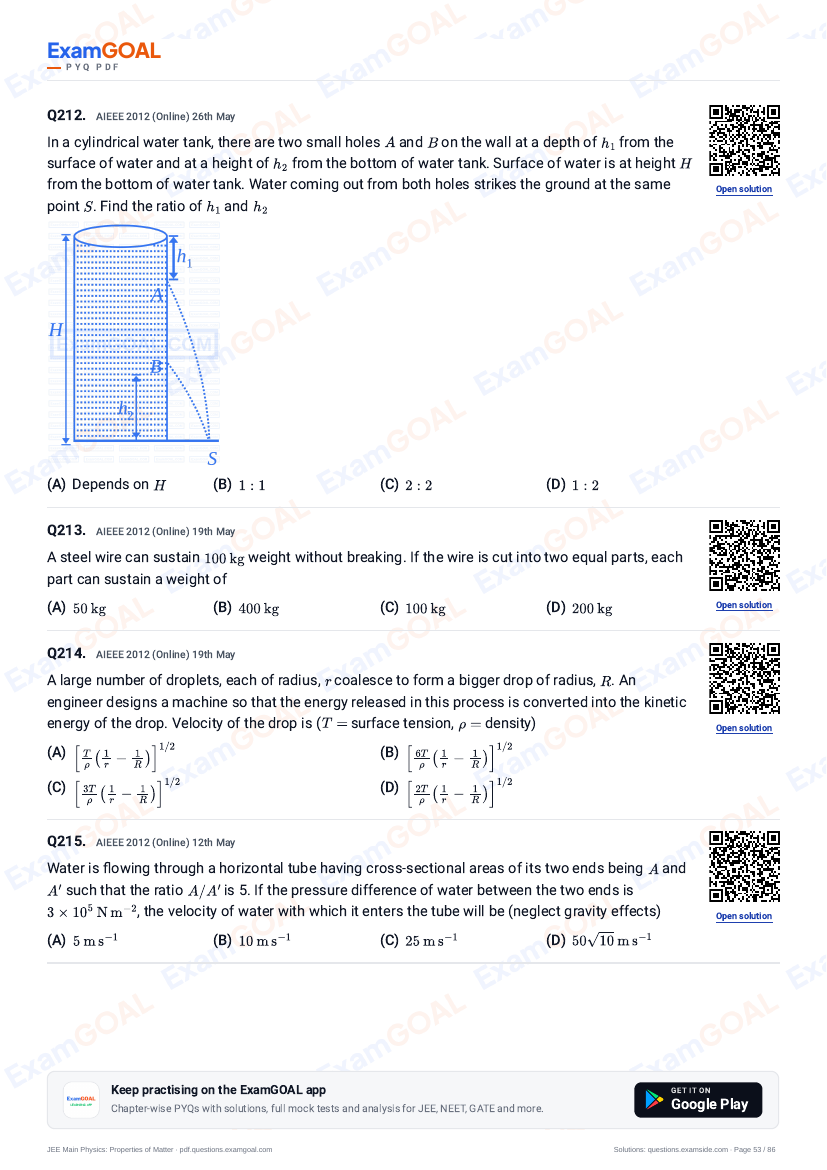 ExamGOAL
PYQ PDF
Q212. AIEEE 2012 (Online) 26th May
In a cylindrical water tank, there are two small holes A and B on the wall at a depth of h₁ from the
surface of water and at a height of h₂ from the bottom of water tank. Surface of water is at height H
from the bottom of water tank. Water coming out from both holes strikes the ground at the same
point S. Find the ratio of h₁ and h₂
Open solution
h₁
A
H
EXAMGOAL.COM
B
h₂
S
(A) Depends on H (B) 1 : 1 (C) 2 : 2 (D) 1 : 2
Q213. AIEEE 2012 (Online) 19th May
A steel wire can sustain 100 kg weight without breaking. If the wire is cut into two equal parts, each
part can sustain a weight of
(A) 50 kg (B) 400 kg (C) 100 kg (D) 200 kg
Open solution
Q214. AIEEE 2012 (Online) 19th May
A large number of droplets, each of radius, r coalesce to form a bigger drop of radius, R. An
engineer designs a machine so that the energy released in this process is converted into the kinetic
energy of the drop. Velocity of the drop is (T = surface tension, ρ = density)
Open solution
(A) [T/ρ (1/r − 1/R)]^1/2 (B) [6T/ρ (1/r − 1/R)]^1/2
(C) [3T/ρ (1/r − 1/R)]^1/2 (D) [2T/ρ (1/r − 1/R)]^1/2
Q215. AIEEE 2012 (Online) 12th May
Water is flowing through a horizontal tube having cross-sectional areas of its two ends being A and
A′ such that the ratio A/A′ is 5. If the pressure difference of water between the two ends is
3 × 10⁵ N m⁻², the velocity of water with which it enters the tube will be (neglect gravity effects)
Open solution
(A) 5 m s⁻¹ (B) 10 m s⁻¹ (C) 25 m s⁻¹ (D) 50√10 m s⁻¹
ExamGOAL
Keep practising on the ExamGOAL app
Chapter-wise PYQs with solutions, full mock tests and analysis for JEE, NEET, GATE and more.
GET IT ON
Google Play
JEE Main Physics: Properties of Matter · pdf.questions.examgoal.com Solutions: questions.examside.com · Page 53 / 86